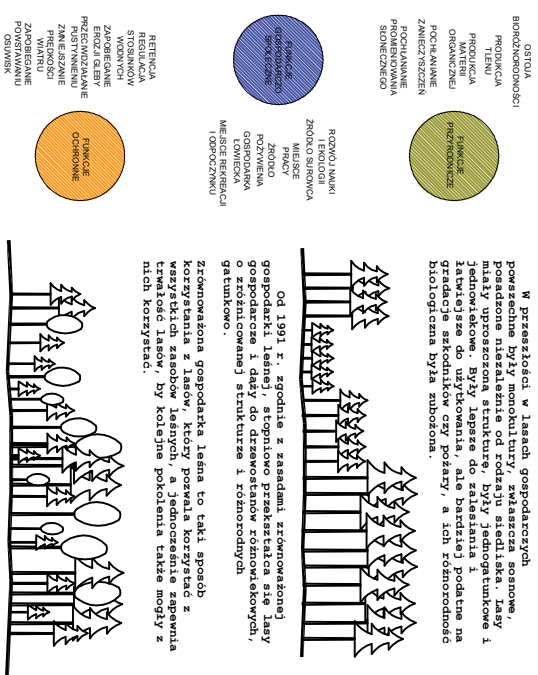 OSTOJA
BIORÓŻNORODNOŚCI
PRODUKCJA
TLENU
PRODUKCJA
MATERII
ORGANICZNEJ
POCHŁANIANIE
ZANIECZYSZCZEŃ
POCHŁANIANIE
PROMIENIOWANIA
SŁONECZNEGO
FUNKCJE
PRZYRODNICZE
FUNKCJE
GOSPODARCZO
SPOŁECZNE
ROZWÓJ NAUKI
I EKOLOGII
ŹRÓDŁO SUROWCA
MIEJSCE
PRACY
ŹRÓDŁO
POŻYWIENIA
GOSPODARKA
ŁOWIECKA
MIEJSCE REKREACJI
I ODPOCZYNKU
RETENCJA
REGULACJA
STOSUNKÓW
WODNYCH
ZAPOBIEGANIE
EROZJI GLEBY
PRZECIWDZIAŁANIE
PUSTYNNIENIU
ZMNIEJSZANIE
PRĘDKOŚCI
WIATRU
ZAPOBIEGANIE
POWSTAWANIU
OSUWISK
FUNKCJE
OCHRONNE
W przeszłości w lasach gospodarczych
powszechne były monokultury, zwłaszcza sosnowe,
posadzone niezależnie od rodzaju siedliska. Lasy
miały uproszczoną strukturę, były jednogatunkowe i
jednowiekowe. Były lepsze do zalesiania i
łatwiejsze do użytkowania, ale bardziej podatne na
gradacje szkodników czy pożary, a ich różnorodność
biologiczna była zubożona.
Od 1991 r. zgodnie z zasadami zrównoważonej
gospodarki leśnej, stopniowo przekształca się lasy
gospodarcze i dąży do drzewostanów różnowiekowych,
o zróżnicowanej strukturze i różnorodnych
gatunkowo.
Zrównoważona gospodarka leśna to taki sposób
korzystania z lasów, który pozwala korzystać z
wszystkich zasobów leśnych, a jednocześnie zapewnia
trwałość lasów, by kolejne pokolenia także mogły z
nich korzystać.